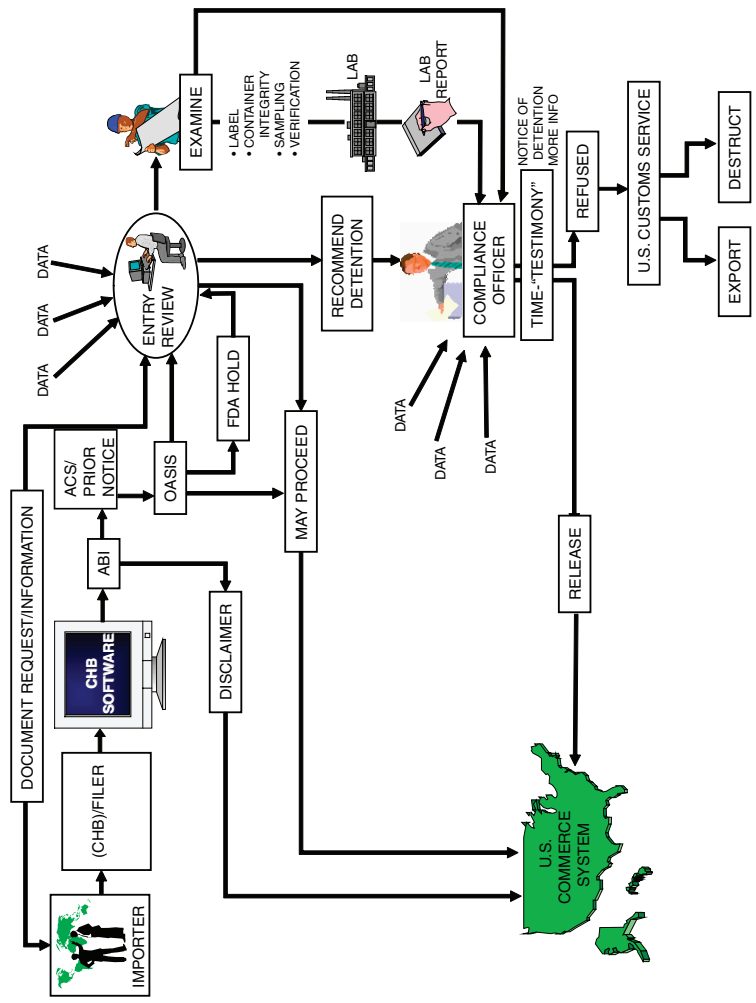 DOCUMENT REQUEST/INFORMATION
IMPORTER
(CHB)/FILER
CHB
SOFTWARE
ABI
ACS/
PRIOR
NOTICE
OASIS
FDA HOLD
DISCLAIMER
MAY PROCEED
DATA
DATA
DATA
ENTRY
REVIEW
EXAMINE
• LABEL
• CONTAINER
INTEGRITY
• SAMPLING
• VERIFICATION
LAB
LAB
REPORT
RECOMMEND
DETENTION
DATA
DATA
DATA
COMPLIANCE
OFFICER
TIME-"TESTIMONY"
NOTICE OF
DETENTION
MORE INFO
RELEASE
REFUSED
U.S. CUSTOMS SERVICE
EXPORT
DESTRUCT
U.S.
COMMERCE
SYSTEM